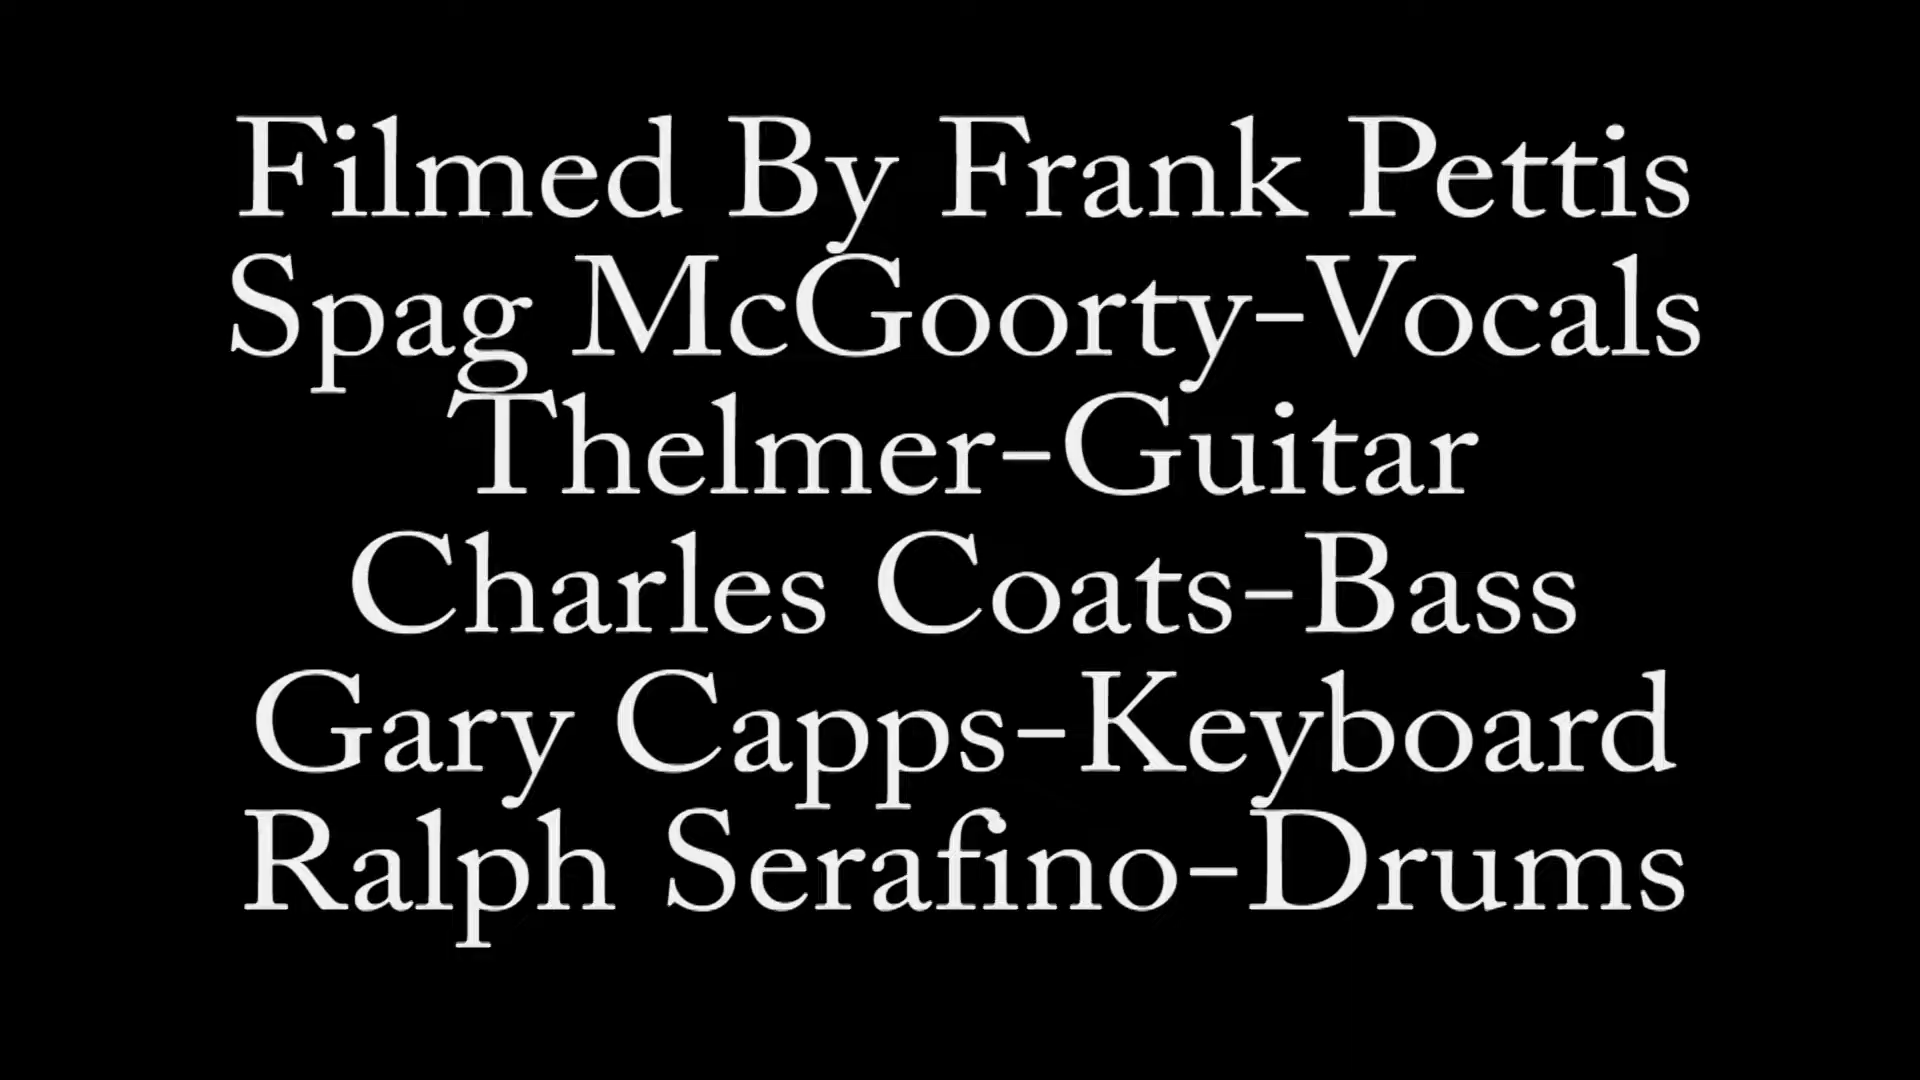 Filmed By Frank Pettis
Spag McGoorty-Vocals
Thelmer-Guitar
Charles Coats-Bass
Gary Capps-Keyboard
Ralph Serafino-Drums